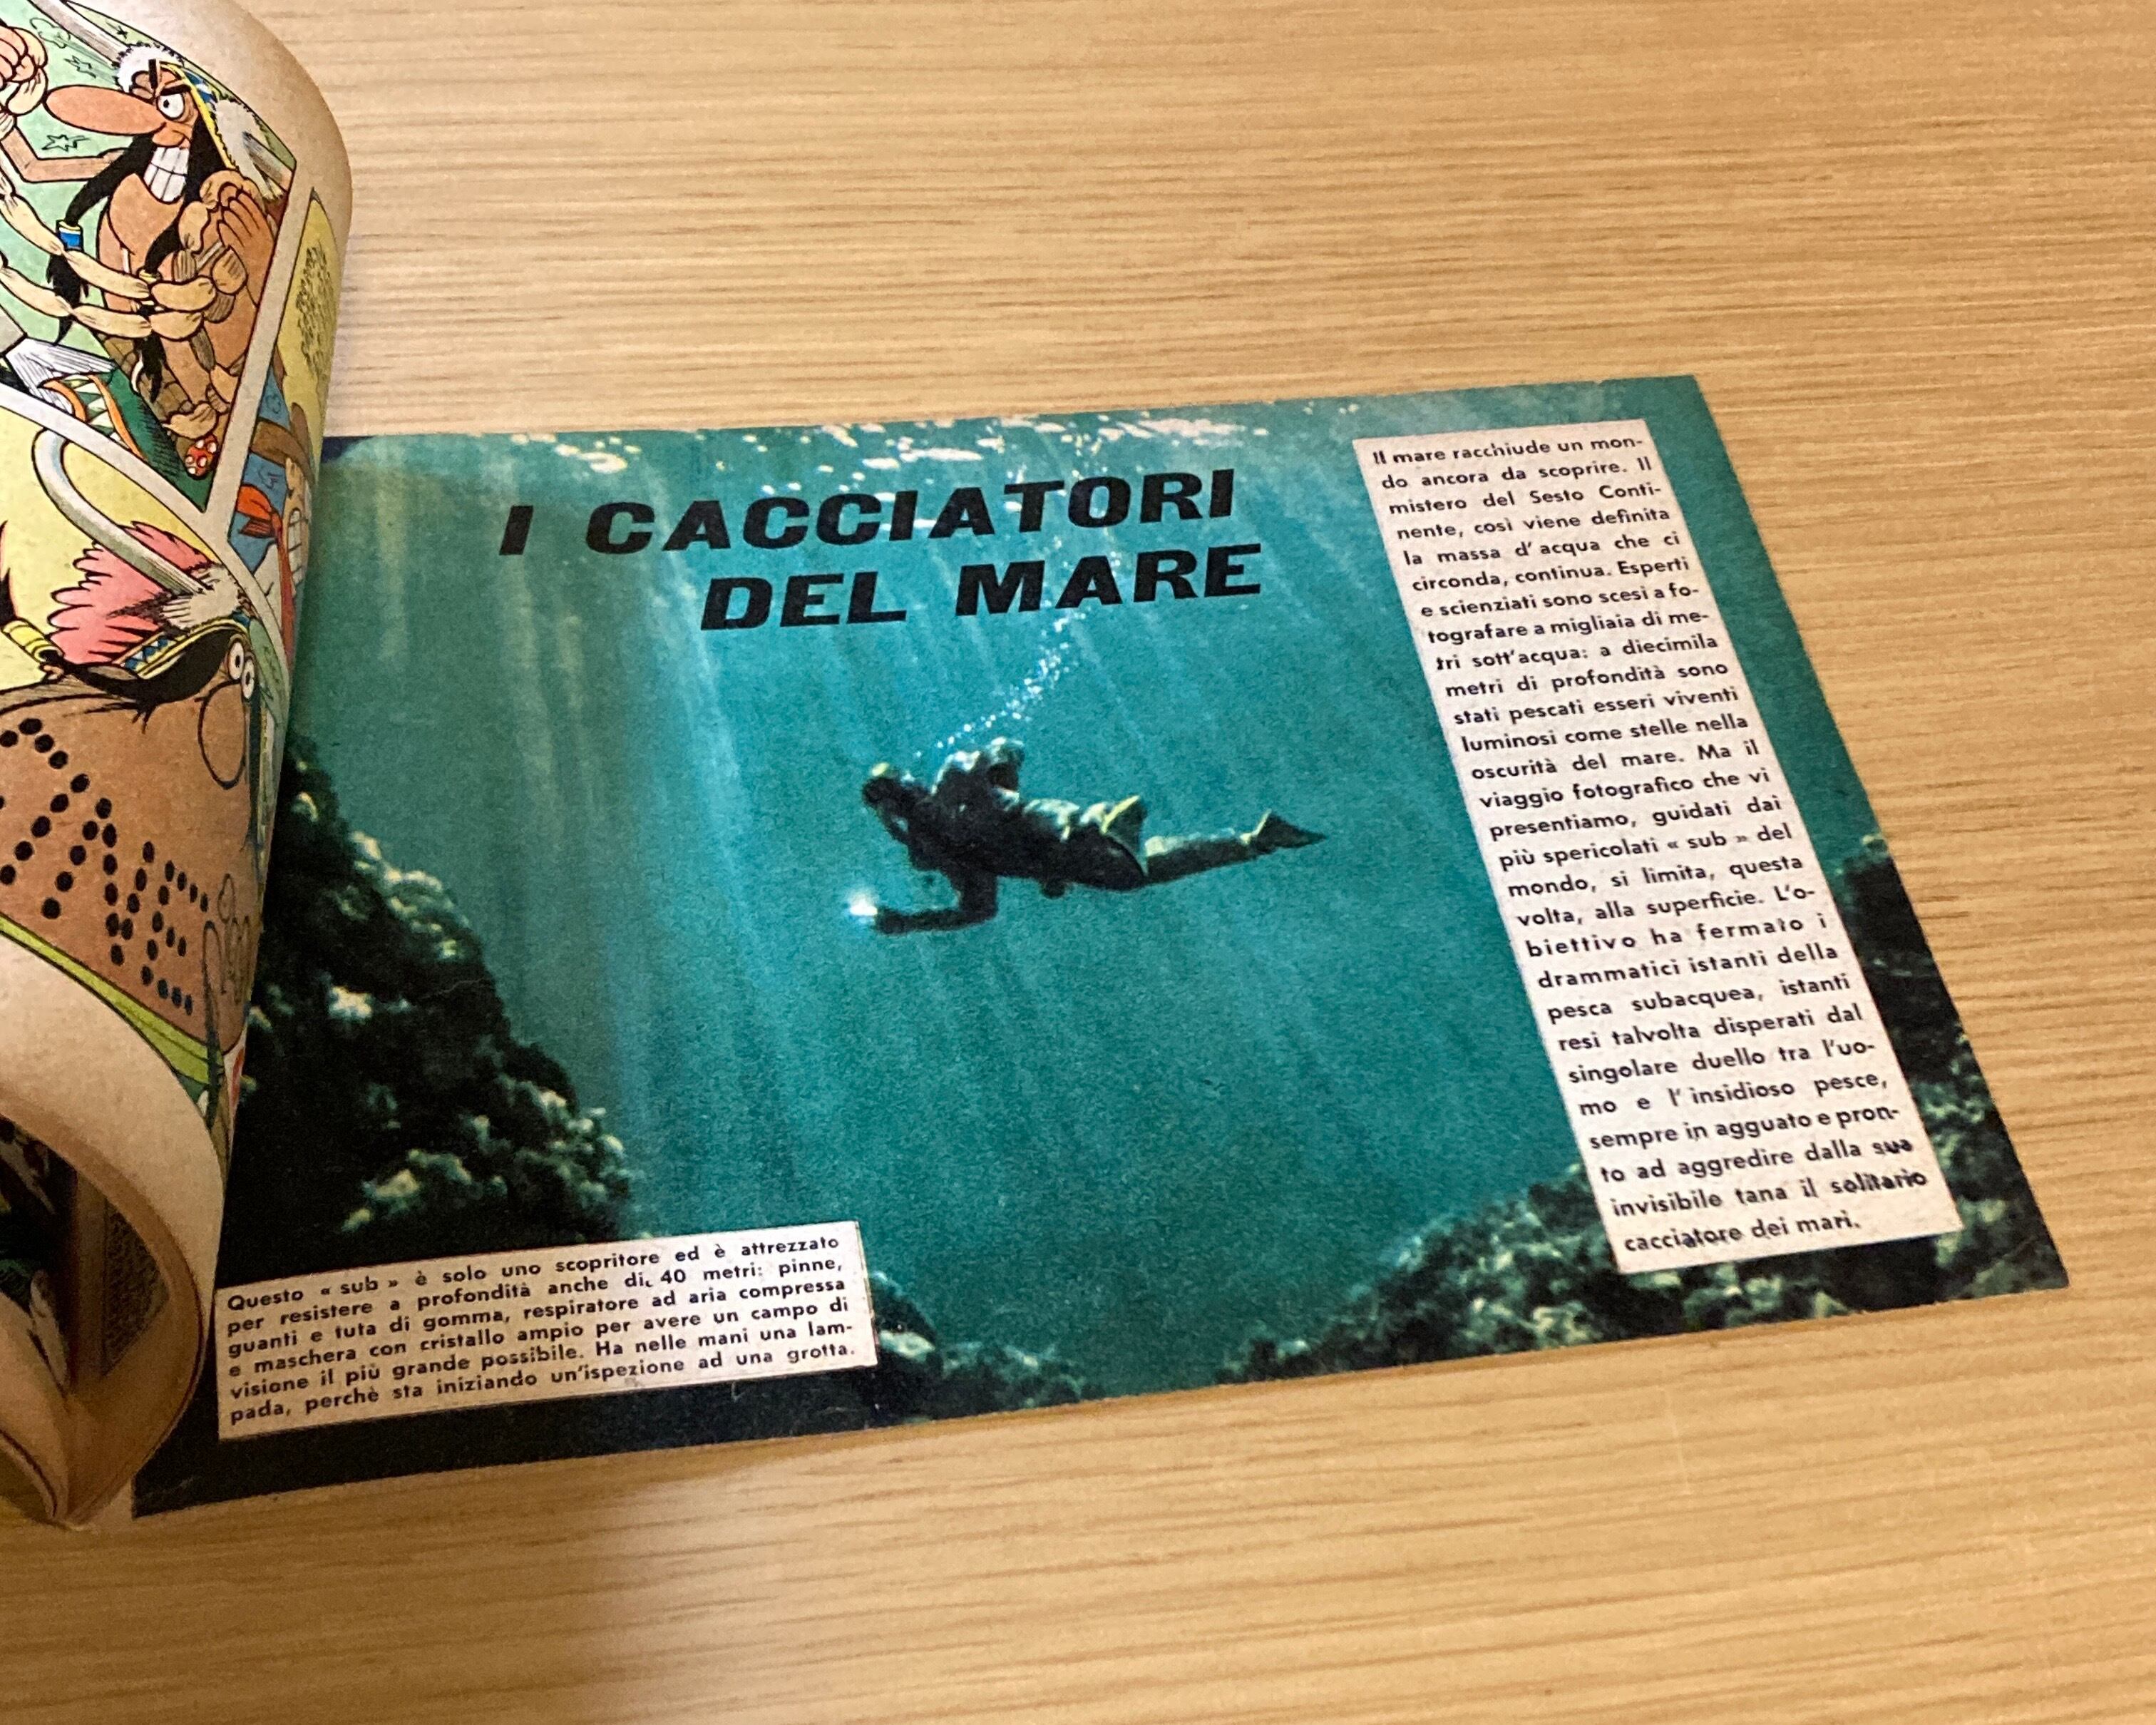 I CACCIATORI
DEL MARE
Il mare racchiude un mon-
do ancora da scoprire. Il
mistero del Sesto Conti-
nente, così viene definita
la massa d'acqua che ci
circonda, continua. Esperti
e scienziati sono scesi a fo-
tografare a migliaia di me-
tri sott'acqua: a diecimila
metri di profondità sono
stati pescati esseri viventi
luminosi come stelle nella
oscurità del mare. Ma il
viaggio fotografico che vi
presentiamo, guidati dai
più spericolati « sub » del
mondo, si limita, questa
volta, alla superficie. L'o-
biettivo ha fermato i
drammatici istanti della
pesca subacquea, istanti
resi talvolta disperati dal
singolare duello tra l'uo-
mo e l'insidioso pesce,
sempre in agguato e pron-
to ad aggredire dalla sua
invisibile tana il solitario
cacciatore dei mari.
Questo « sub » è solo uno scopritore ed è attrezzato
per resistere a profondità anche di 40 metri: pinne,
guanti e tuta di gomma, respiratore ad aria compressa
e maschera con cristallo ampio per avere un campo di
visione il più grande possibile. Ha nelle mani una lam-
pada, perchè sta iniziando un'ispezione ad una grotta.